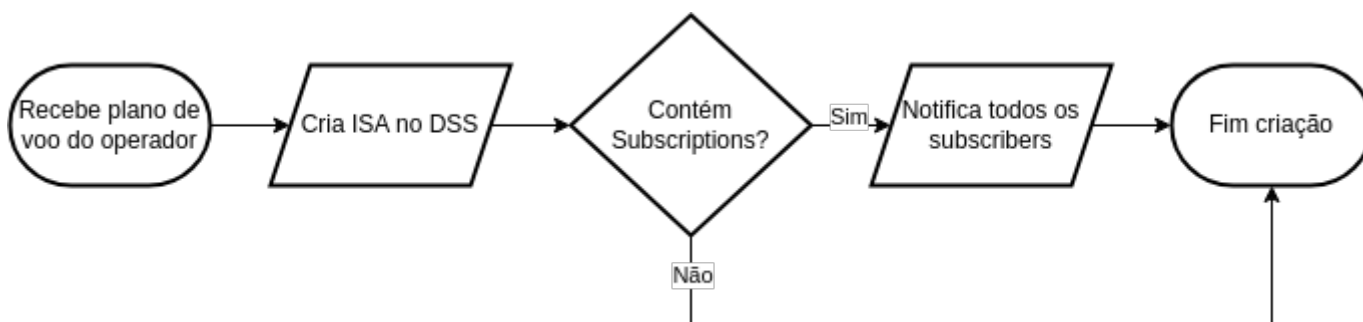 Recebe plano de
voo do operador
Cria ISA no DSS
Contém
Subscriptions?
Sim
Notifica todos os
subscribers
Fim criação
Não